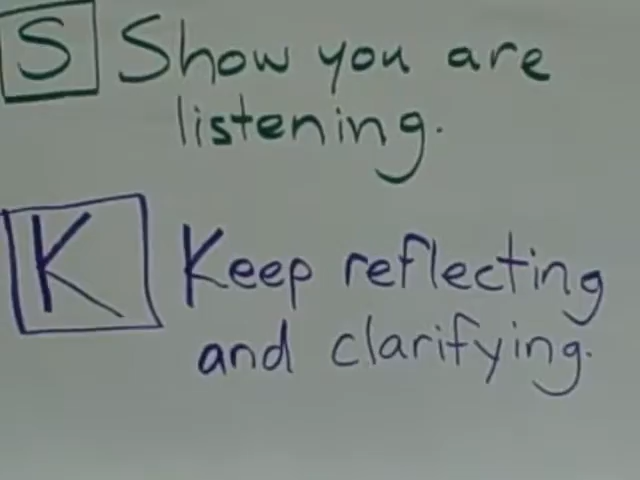 S Show you are
listening.
K Keep reflecting
and clarifying.